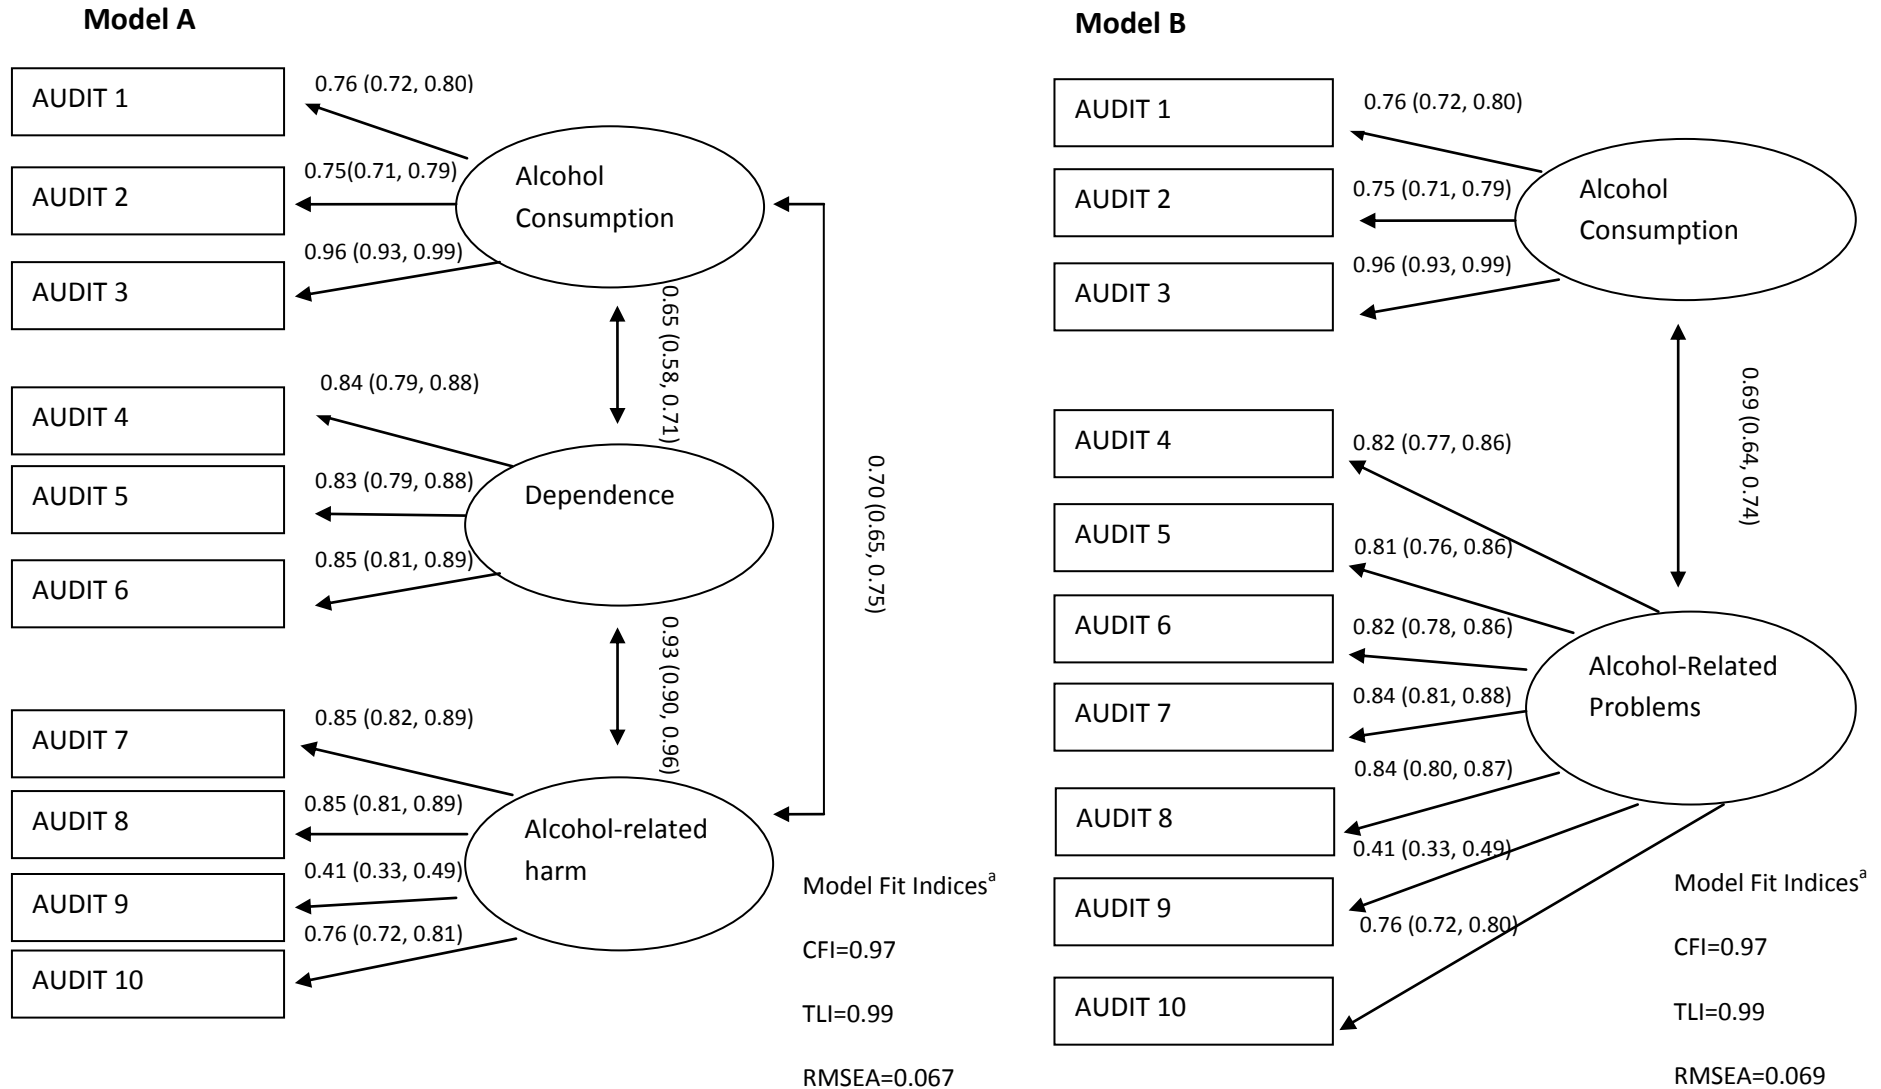 Model A
AUDIT 1
0.76 (0.72, 0.80)
AUDIT 2
0.75(0.71, 0.79)
AUDIT 3
0.96 (0.93, 0.99)
Alcohol
Consumption
0.65 (0.58, 0.71)
AUDIT 4
0.84 (0.79, 0.88)
AUDIT 5
0.83 (0.79, 0.88)
AUDIT 6
0.85 (0.81, 0.89)
Dependence
0.93 (0.90, 0.96)
0.70 (0.65, 0.75)
AUDIT 7
0.85 (0.82, 0.89)
AUDIT 8
0.85 (0.81, 0.89)
AUDIT 9
0.41 (0.33, 0.49)
AUDIT 10
0.76 (0.72, 0.81)
Alcohol-related
harm
Model Fit Indicesᵃ
CFI=0.97
TLI=0.99
RMSEA=0.067
Model B
AUDIT 1
0.76 (0.72, 0.80)
AUDIT 2
0.75 (0.71, 0.79)
AUDIT 3
0.96 (0.93, 0.99)
Alcohol
Consumption
0.69 (0.64, 0.74)
AUDIT 4
0.82 (0.77, 0.86)
AUDIT 5
0.81 (0.76, 0.86)
AUDIT 6
0.82 (0.78, 0.86)
AUDIT 7
0.84 (0.81, 0.88)
AUDIT 8
0.84 (0.80, 0.87)
AUDIT 9
0.41 (0.33, 0.49)
AUDIT 10
0.76 (0.72, 0.80)
Alcohol-Related
Problems
Model Fit Indicesᵃ
CFI=0.97
TLI=0.99
RMSEA=0.069